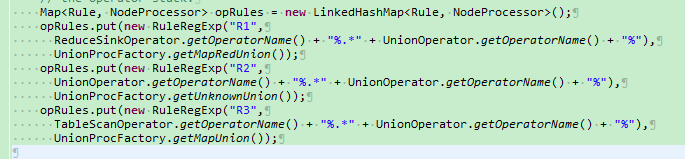 Map<Rule, NodeProcessor> opRules = new LinkedHashMap<Rule, NodeProcessor>();
opRules.put(new RuleRegExp("R1",
ReduceSinkOperator.getOperatorName() + "%.*" + UnionOperator.getOperatorName() + "%"),
UnionProcFactory.getMapRedUnion());
opRules.put(new RuleRegExp("R2",
UnionOperator.getOperatorName() + "%.*" + UnionOperator.getOperatorName() + "%"),
UnionProcFactory.getUnknownUnion());
opRules.put(new RuleRegExp("R3",
TableScanOperator.getOperatorName() + "%.*" + UnionOperator.getOperatorName() + "%"),
UnionProcFactory.getMapUnion());